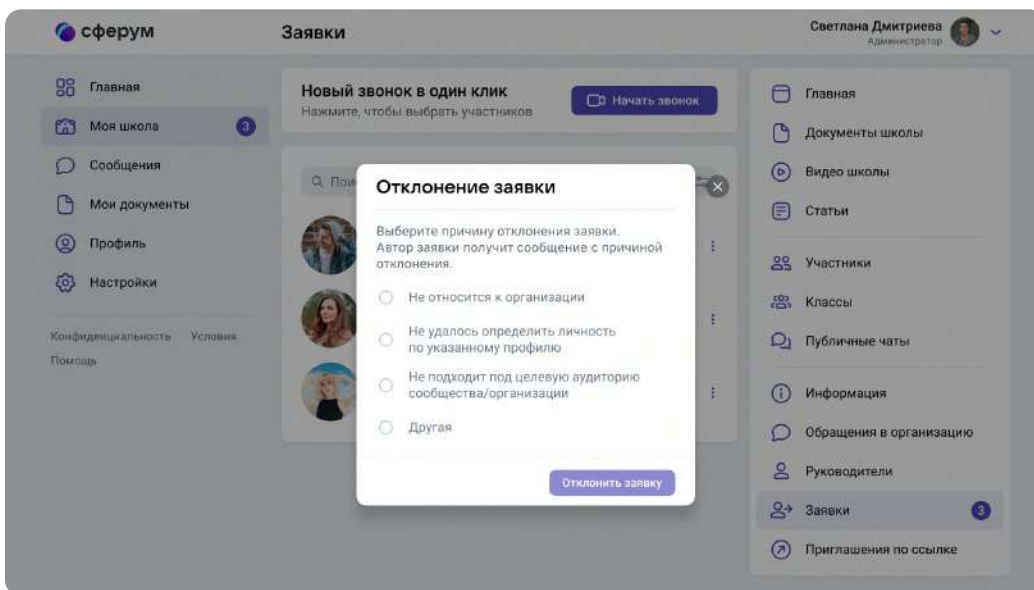 сферум
Заявки
Светлана Дмитриева
Администратор
Главная
Моя школа 3
Сообщения
Мои документы
Профиль
Настройки
Конфиденциальность Условия
Помощь
Новый звонок в один клик
Нажмите, чтобы выбрать участников
Начать звонок
Отклонение заявки
Выберите причину отклонения заявки.
Автор заявки получит сообщение с причиной
отклонения.
Не относится к организации
Не удалось определить личность
по указанному профилю
Не подходит под целевую аудиторию
сообщества/организации
Другая
Отклонить заявку
Главная
Документы школы
Видео школы
Статьи
Участники
Классы
Публичные чаты
Информация
Обращения в организацию
Руководители
Заявки 3
Приглашения по ссылке